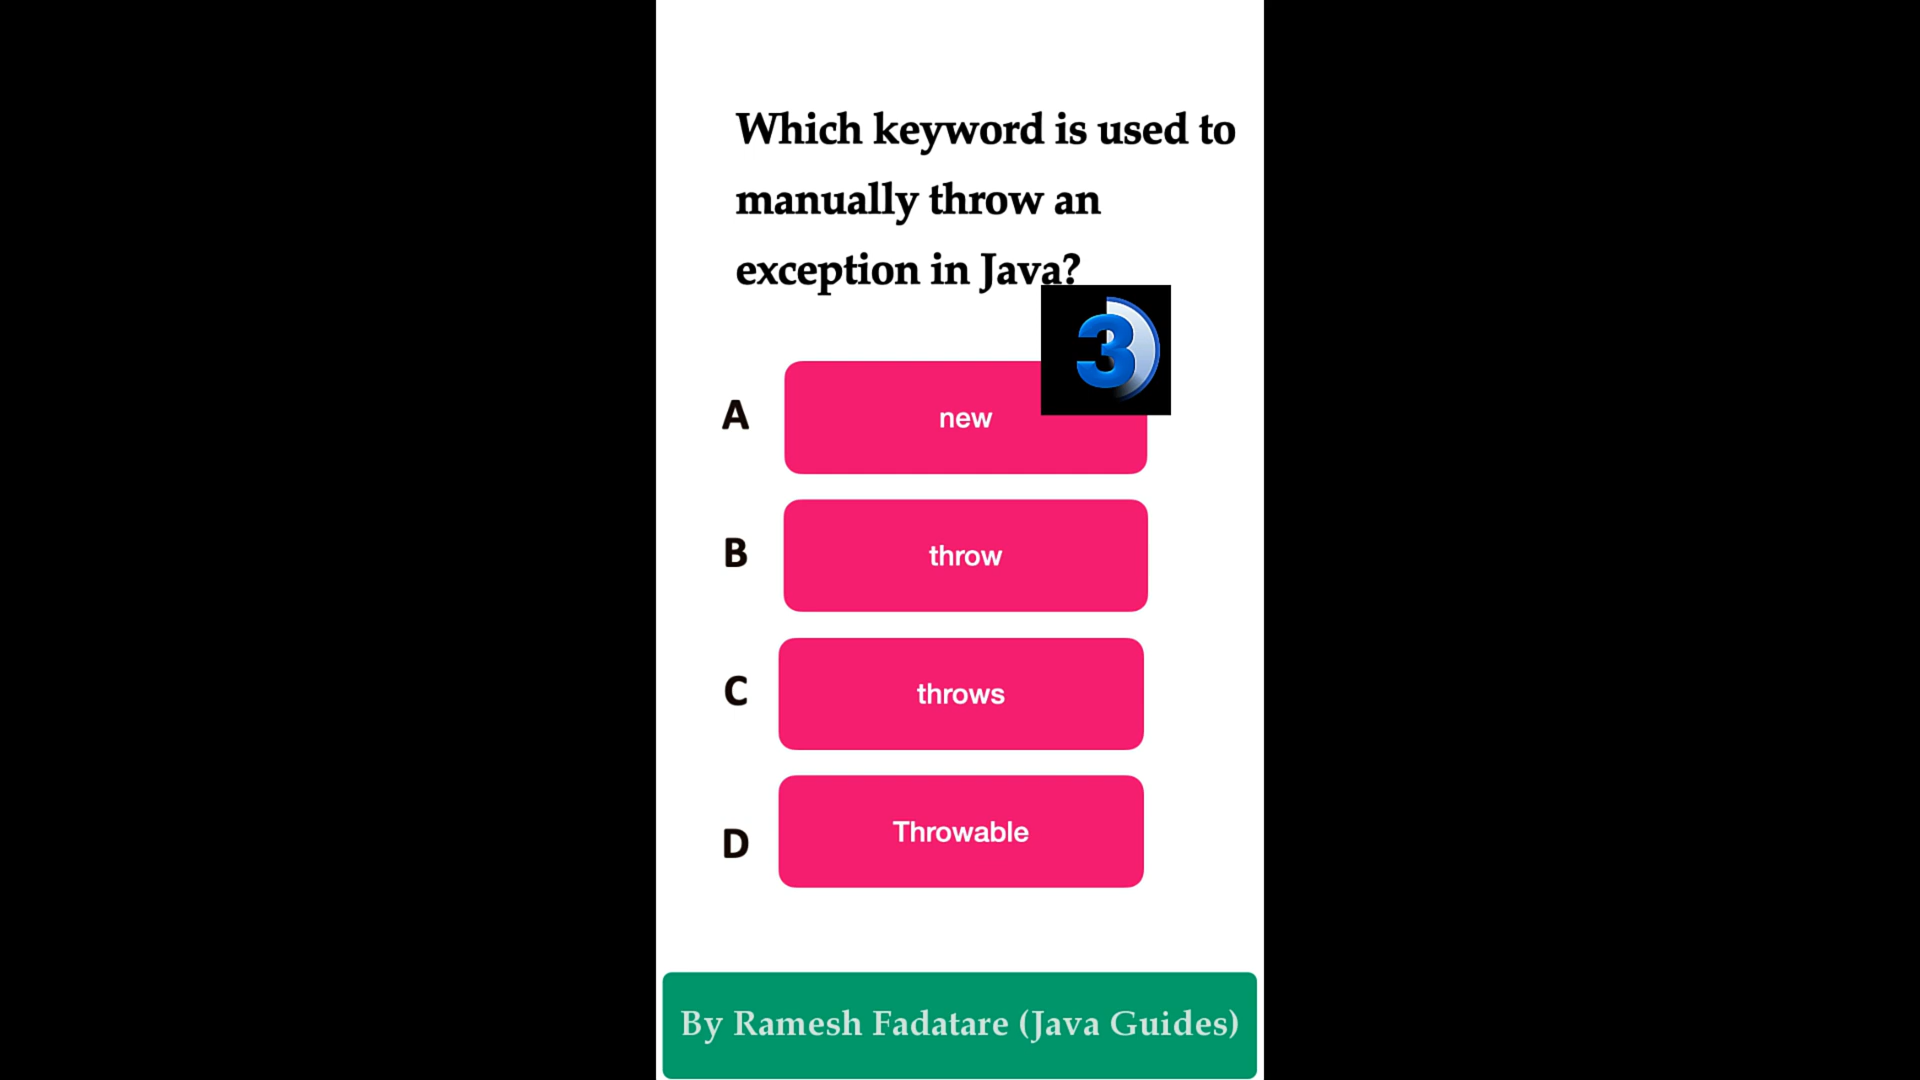 Which keyword is used to
manually throw an
exception in Java?
3
A
new
B
throw
C
throws
D
Throwable
By Ramesh Fadatare (Java Guides)